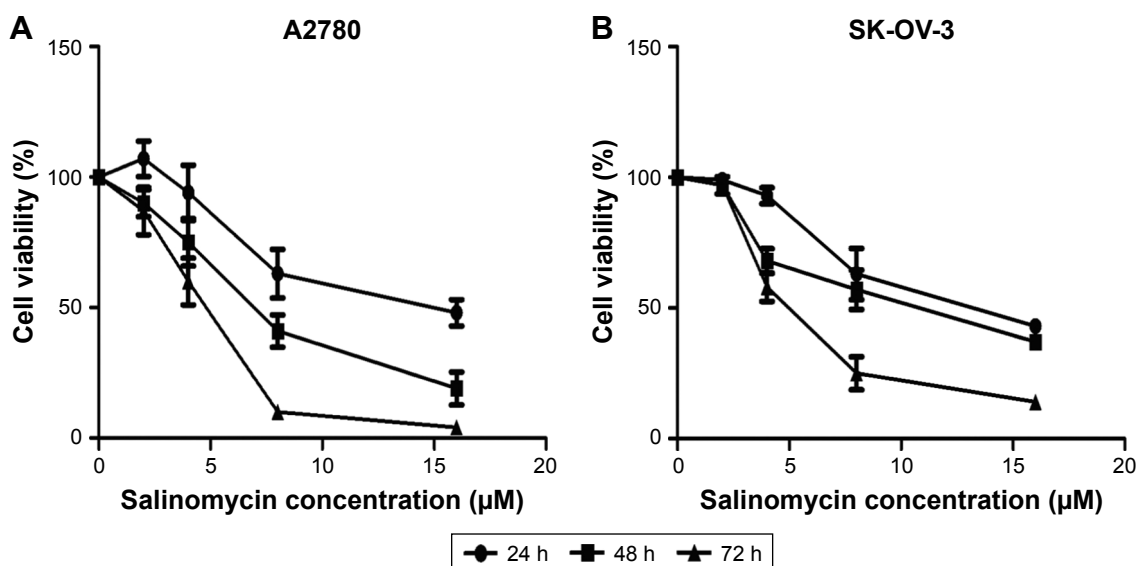 A
A2780
150
100
50
0
Cell viability (%)
0 5 10 15 20
Salinomycin concentration (µM)
B
SK-OV-3
150
100
50
0
Cell viability (%)
0 5 10 15 20
Salinomycin concentration (µM)
24 h 48 h 72 h